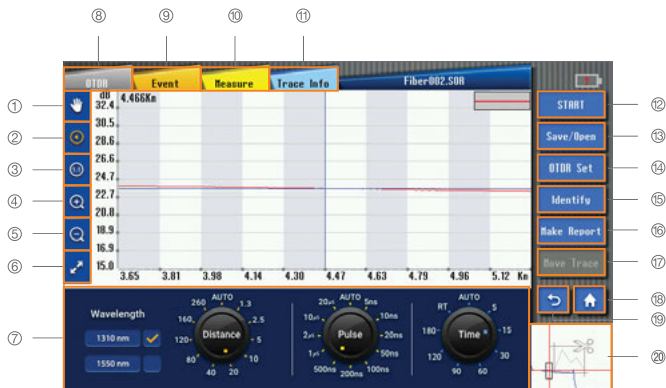 ⑧ ⑨ ⑩ ⑪
OTDR Event Measure Trace Info Fiber002.SOR
dB 4.466Km
32.4
30.5
28.6
26.6
24.7
22.7
20.8
18.9
16.9
15.0
3.65 3.81 3.98 4.14 4.30 4.47 4.63 4.79 4.96 5.12 Km
① ② ③ 1:1 ④ ⑤ ⑥ ⑦
START ⑫
Save/Open ⑬
OTDR Set ⑭
Identify ⑮
Make Report ⑯
Move Trace ⑰
⑱
⑲
⑳
Wavelength
1310 nm
1550 nm
Distance
AUTO 1.3 2.5 5 10 20 40 80 120 160 260
Pulse
AUTO 5ns 10ns 20ns 50ns 100ns 200ns 500ns 1μs 2μs 10μs 20μs
Time
AUTO 5 15 30 60 90 120 180 RT